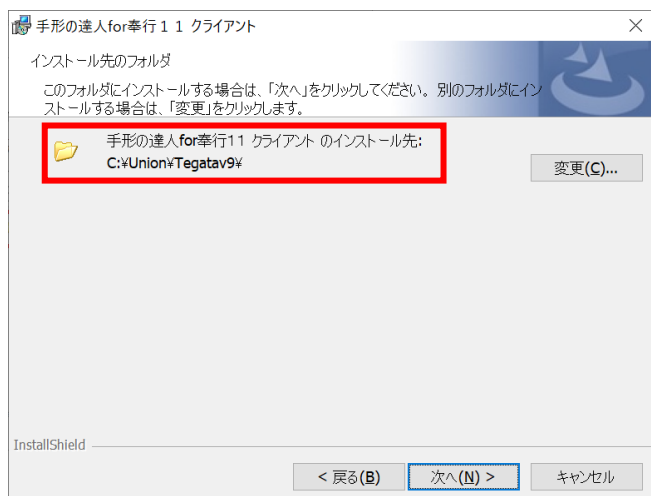 手形の達人for奉行１１ クライアント
インストール先のフォルダ
このフォルダにインストールする場合は、「次へ」をクリックしてください。別のフォルダにイン
ストールする場合は、「変更」をクリックします。
手形の達人for奉行11 クライアント のインストール先:
C:¥Union¥Tegatav9¥
変更(C)...
InstallShield
< 戻る(B)
次へ(N) >
キャンセル